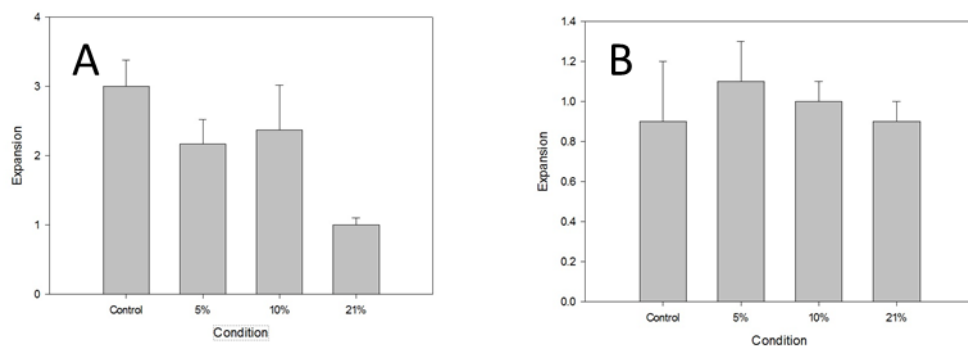 A
Expansion
4
3
2
1
0
Control 5% 10% 21%
Condition
B
Expansion
1.4
1.2
1.0
0.8
0.6
0.4
0.2
0.0
Control 5% 10% 21%
Condition